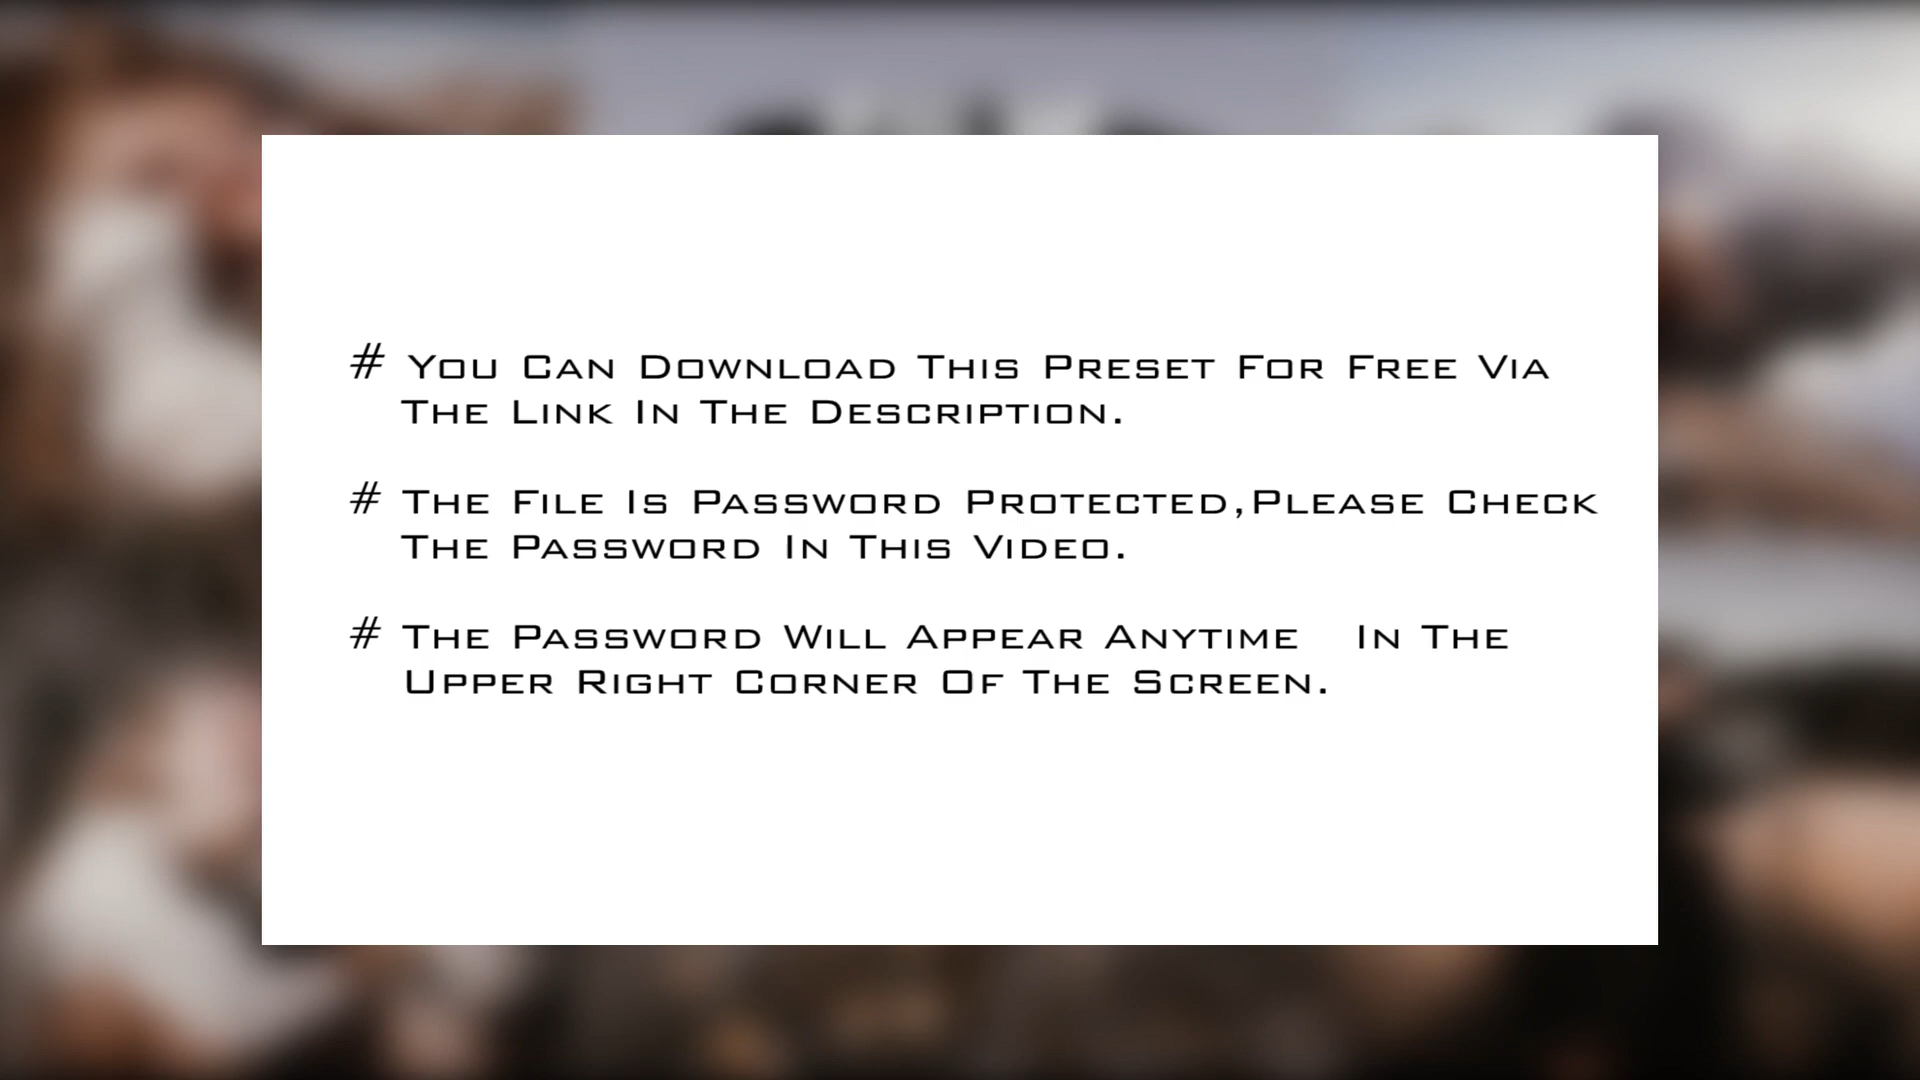 # You Can Download This Preset For Free Via
The Link In The Description.
# The File Is Password Protected,Please Check
The Password In This Video.
# The Password Will Appear Anytime In The
Upper Right Corner Of The Screen.